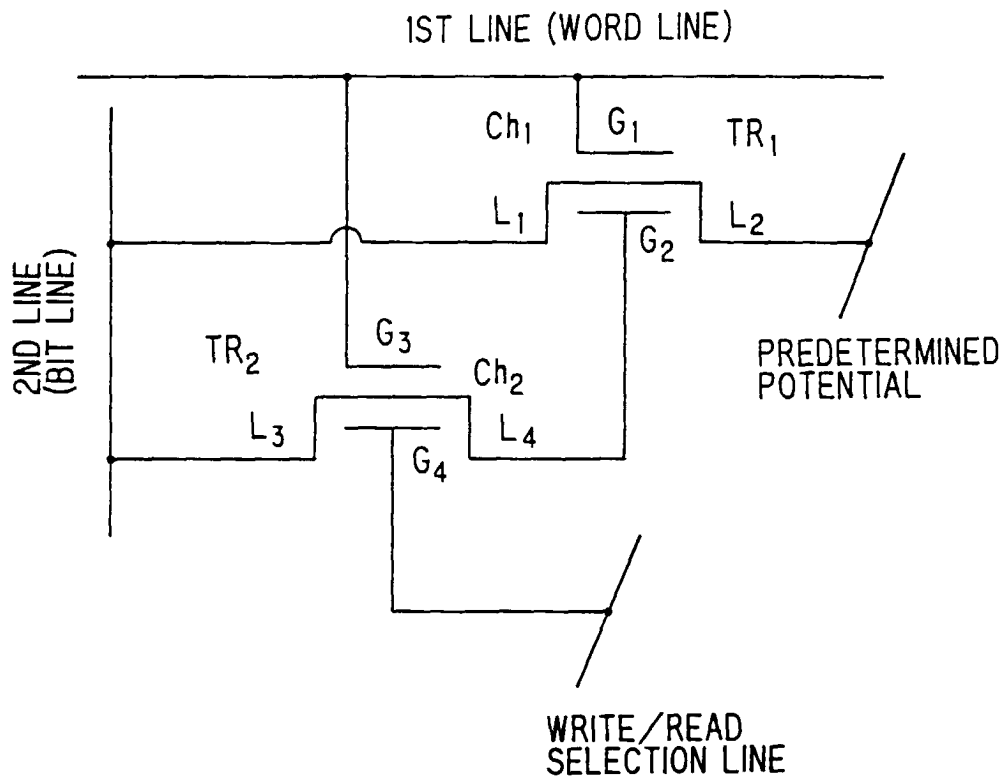 1ST LINE (WORD LINE)
Ch1
G1
TR1
L1
L2
G2
2ND LINE
(BIT LINE)
TR2
G3
Ch2
PREDETERMINED
POTENTIAL
L3
L4
G4
WRITE/READ
SELECTION LINE